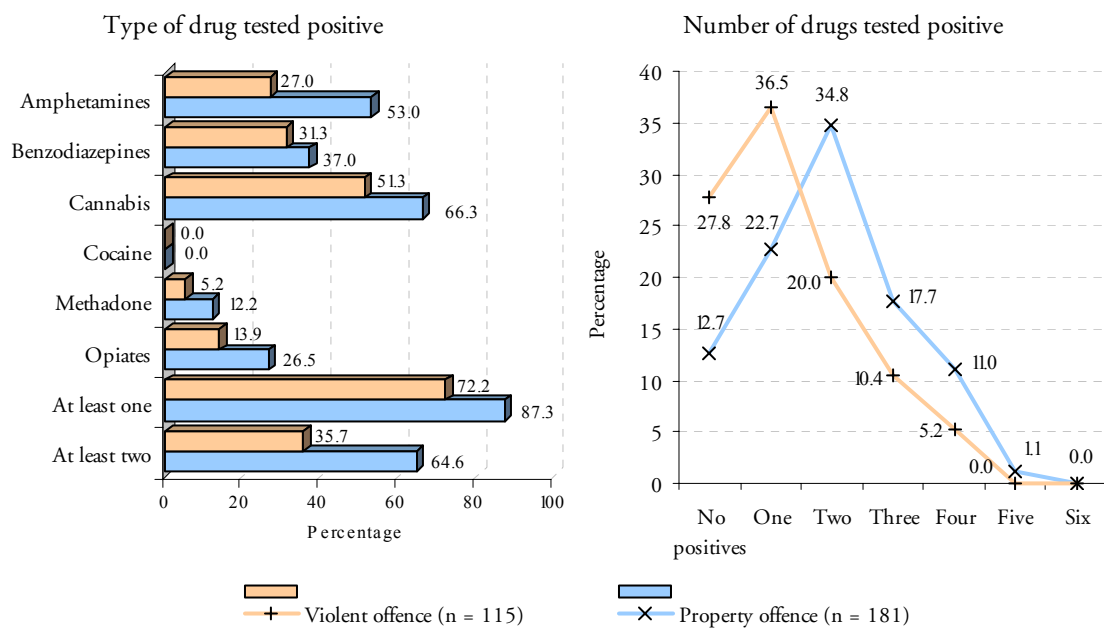 Type of drug tested positive
Amphetamines
27.0
53.0
Benzodiazepines
31.3
37.0
Cannabis
51.3
66.3
Cocaine
0.0
0.0
Methadone
5.2
12.2
Opiates
13.9
26.5
At least one
72.2
87.3
At least two
35.7
64.6
0 20 40 60 80 100
Percentage
Number of drugs tested positive
Percentage
40
35
30
25
20
15
10
5
0
36.5
34.8
27.8
22.7
20.0
17.7
12.7
10.4
11.0
5.2
0.0
1.1
0.0
No positives
One
Two
Three
Four
Five
Six
Violent offence (n = 115)
Property offence (n = 181)